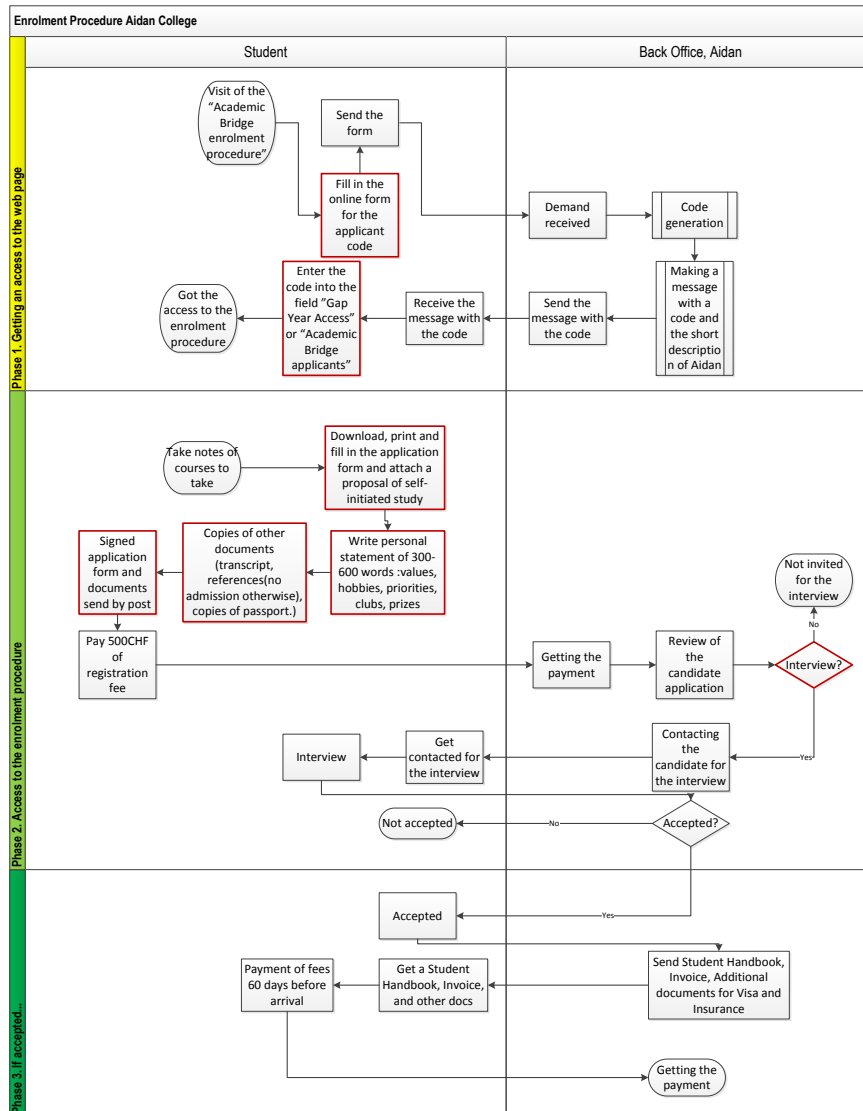 Enrolment Procedure Aidan College
Student
Back Office, Aidan
Phase 1. Getting an access to the web page
Visit of the
“Academic
Bridge
enrolment
procedure”
Send the
form
Fill in the
online form
for the
applicant
code
Demand
received
Code
generation
Got the
access to the
enrolment
procedure
Enter the
code into the
field ”Gap
Year Access”
or “Academic
Bridge
applicants”
Receive the
message with
the code
Send the
message with
the code
Making a
message with
a code and
the short
descriptio
n of Aidan
Phase 2. Access to the enrolment procedure
Take notes of
courses to
take
Download, print and
fill in the application
form and attach a
proposal of self-
initiated study
Signed
application
form and
documents
send by post
Copies of other
documents
(transcript,
references(no
admission otherwise),
copies of passport.)
Write personal
statement of 300-
600 words :values,
hobbies, priorities,
clubs, prizes
Not invited
for the
interview
No
Pay 500CHF
of
registration
fee
Getting the
payment
Review of
the
candidate
application
Interview?
Yes
Interview
Get
contacted for
the interview
Contacting
the
candidate for
the interview
Not accepted
No
Accepted?
Phase 3. If accepted...
Accepted
Yes
Payment of fees
60 days before
arrival
Get a Student
Handbook, Invoice,
and other docs
Send Student Handbook,
Invoice, Additional
documents for Visa and
Insurance
Getting the
payment